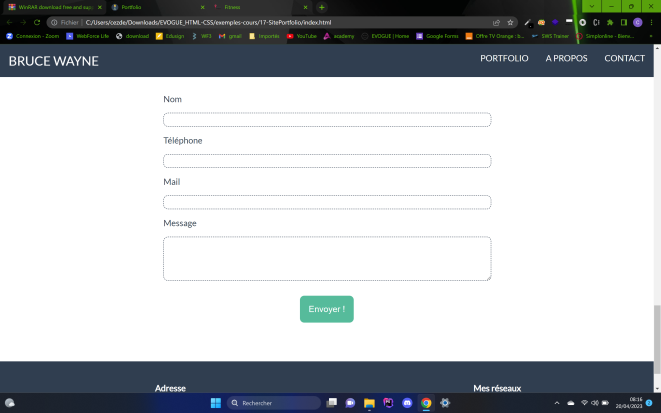 WinRAR download free and supp
Portfolio
Fitness
Fichier
C:/Users/cezde/Downloads/EVOGUE_HTML-CSS/exemples-cours/17-SitePortfolio/index.html
Connexion - Zoom
WebForce Life
download
Edusign
WF3
gmail
Importés
YouTube
academy
EVOGUE | Home
Google Forms
Offre TV Orange : b...
SWS Trainer
Simplonline - Bienv...
BRUCE WAYNE
PORTFOLIO
A PROPOS
CONTACT
Nom
Téléphone
Mail
Message
Envoyer !
Adresse
Mes réseaux
Rechercher
08:16
20/04/2023